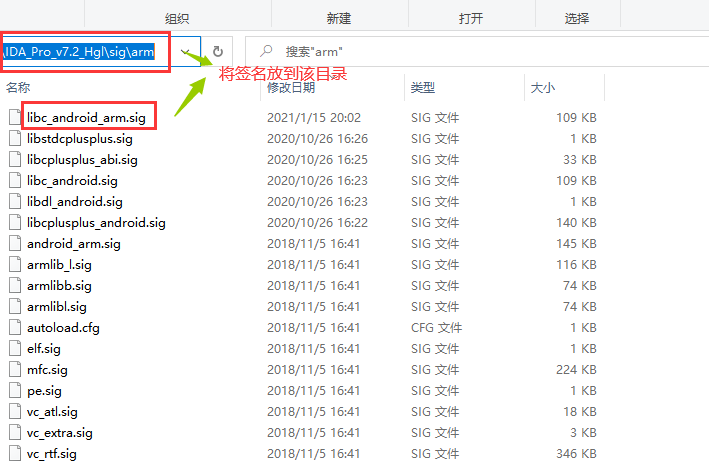 组织 新建 打开 选择
\IDA_Pro_v7.2_Hgl\sig\arm 搜索"arm"
将签名放到该目录
名称 修改日期 类型 大小
libc_android_arm.sig 2021/1/15 20:02 SIG 文件 109 KB
libstdcplusplus.sig 2020/10/26 16:26 SIG 文件 1 KB
libcplusplus_abi.sig 2020/10/26 16:25 SIG 文件 33 KB
libc_android.sig 2020/10/26 16:23 SIG 文件 109 KB
libdl_android.sig 2020/10/26 16:23 SIG 文件 1 KB
libcplusplus_android.sig 2020/10/26 16:22 SIG 文件 140 KB
android_arm.sig 2018/11/5 16:41 SIG 文件 145 KB
armlib_l.sig 2018/11/5 16:41 SIG 文件 116 KB
armlibb.sig 2018/11/5 16:41 SIG 文件 74 KB
armlibl.sig 2018/11/5 16:41 SIG 文件 74 KB
autoload.cfg 2018/11/5 16:41 CFG 文件 1 KB
elf.sig 2018/11/5 16:41 SIG 文件 1 KB
mfc.sig 2018/11/5 16:41 SIG 文件 224 KB
pe.sig 2018/11/5 16:41 SIG 文件 1 KB
vc_atl.sig 2018/11/5 16:41 SIG 文件 18 KB
vc_extra.sig 2018/11/5 16:41 SIG 文件 3 KB
vc_rtf.sig 2018/11/5 16:41 SIG 文件 346 KB